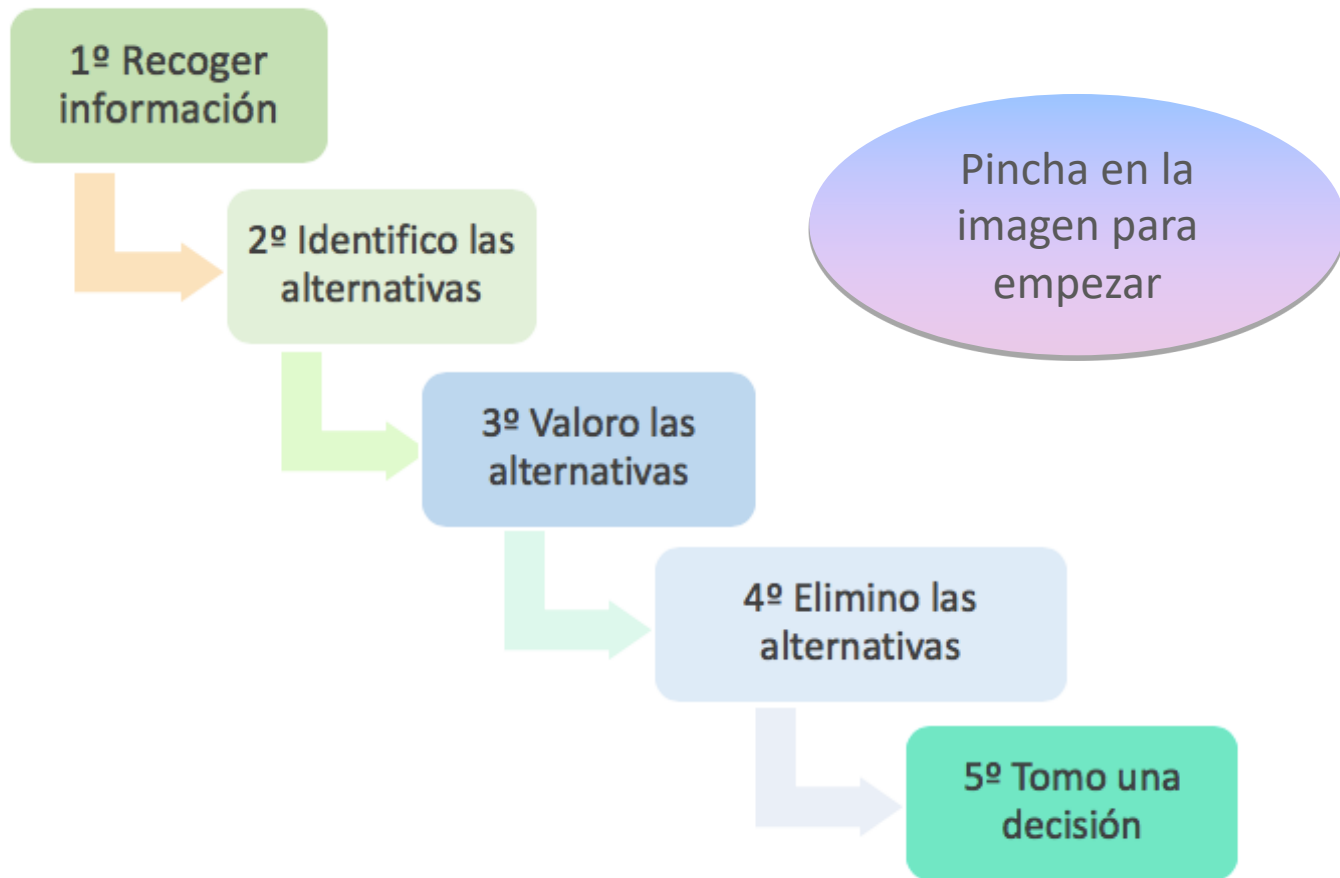 1º Recoger
información
Pincha en la
imagen para
empezar
2º Identifico las
alternativas
3º Valoro las
alternativas
4º Elimino las
alternativas
5º Tomo una
decisión